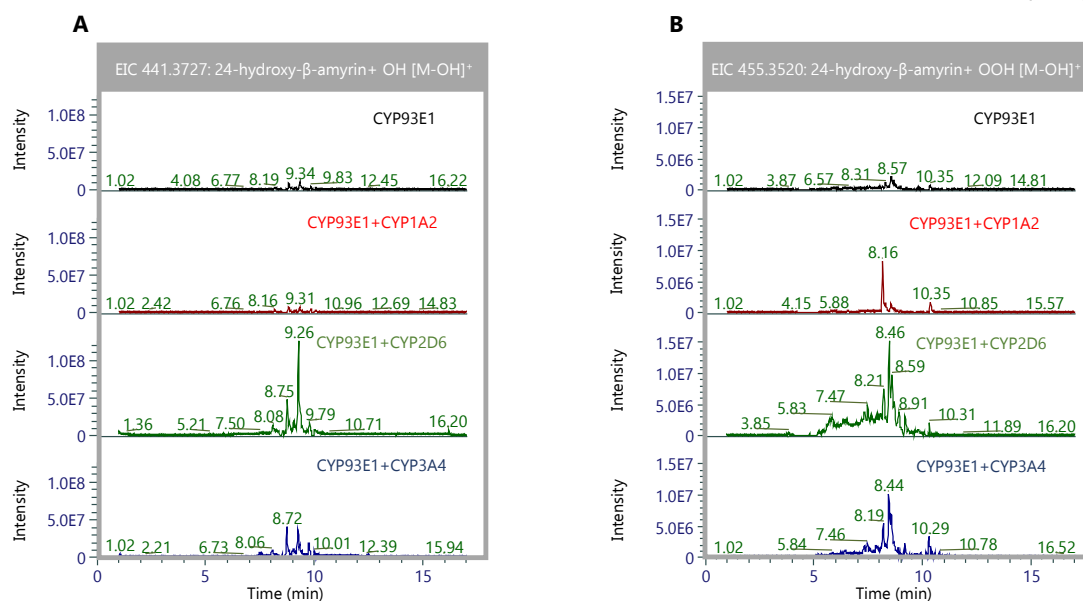 A
EIC 441.3727: 24-hydroxy-β-amyrin+ OH [M-OH]⁺
Intensity
1.0E8
5.0E7
0
CYP93E1
1.02 4.08 6.77 8.19 9.34 9.83 12.45 16.22
Intensity
1.0E8
5.0E7
0
CYP93E1+CYP1A2
1.02 2.42 6.76 8.16 9.31 10.96 12.69 14.83
Intensity
1.0E8
5.0E7
0
CYP93E1+CYP2D6
9.26
8.75
1.36 5.21 7.50 8.08 9.79 10.71 16.20
Intensity
1.0E8
5.0E7
0
CYP93E1+CYP3A4
8.72
1.02 2.21 6.73 8.06 10.01 12.39 15.94
0 5 10 15
Time (min)
B
EIC 455.3520: 24-hydroxy-β-amyrin+ OOH [M-OH]⁺
Intensity
1.5E7
1.0E7
5.0E6
0
CYP93E1
1.02 3.87 6.57 8.31 8.57 10.35 12.09 14.81
Intensity
1.5E7
1.0E7
5.0E6
0
CYP93E1+CYP1A2
8.16
1.02 4.15 5.88 10.35 10.85 15.57
Intensity
1.5E7
1.0E7
5.0E6
0
CYP93E1+CYP2D6
8.46
8.59
8.21
7.47
5.83 8.91
3.85 10.31 11.89 16.20
Intensity
1.5E7
1.0E7
5.0E6
0
CYP93E1+CYP3A4
8.44
8.19
7.46 10.29
1.02 5.84 10.78 16.52
0 5 10 15
Time (min)